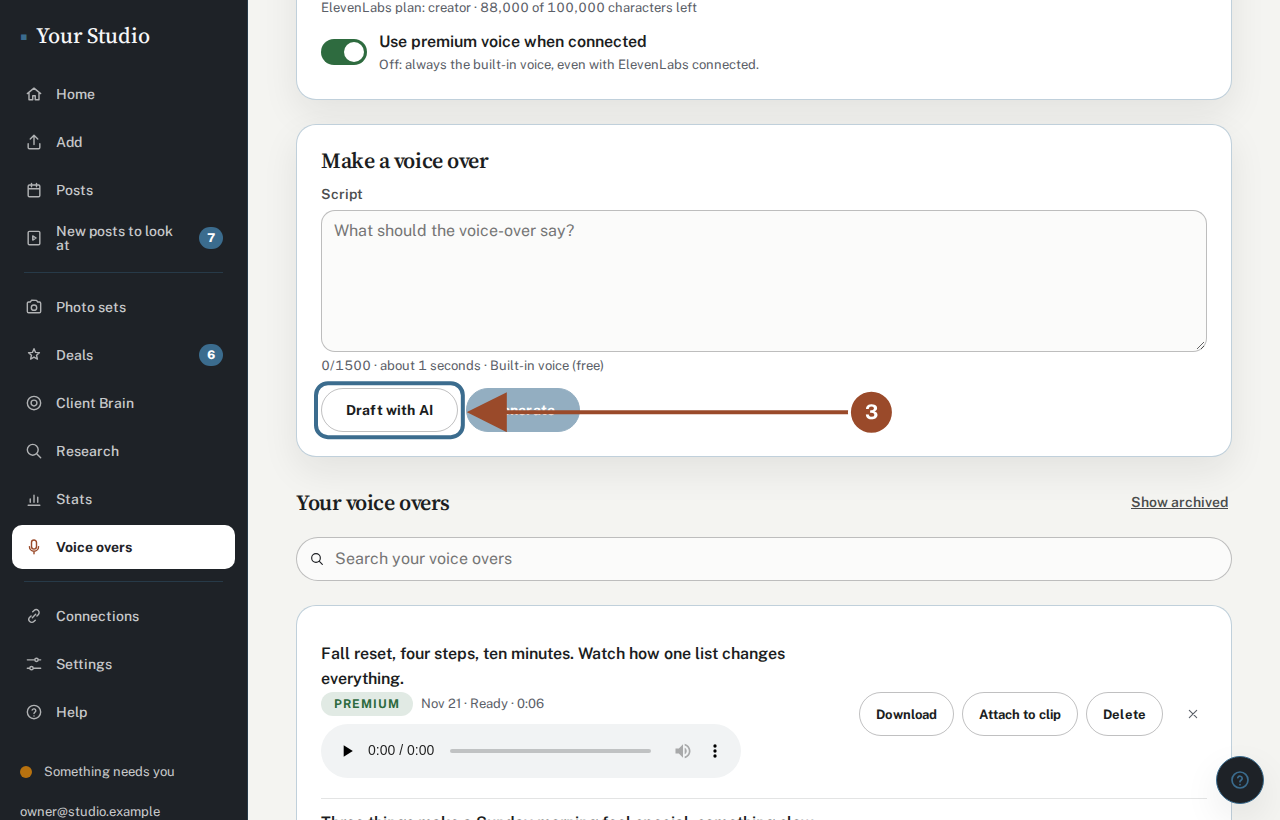 Your Studio
Home
Add
Posts
New posts to look
at
7
Photo sets
Deals
6
Client Brain
Research
Stats
Voice overs
Connections
Settings
Help
Something needs you
owner@studio.example
ElevenLabs plan: creator · 88,000 of 100,000 characters left
Use premium voice when connected
Off: always the built-in voice, even with ElevenLabs connected.
Make a voice over
Script
What should the voice-over say?
0/1500 · about 1 seconds · Built-in voice (free)
Draft with AI
3
Your voice overs
Show archived
Search your voice overs
Fall reset, four steps, ten minutes. Watch how one list changes
everything.
PREMIUM
Nov 21 · Ready · 0:06
0:00 / 0:00
Download
Attach to clip
Delete